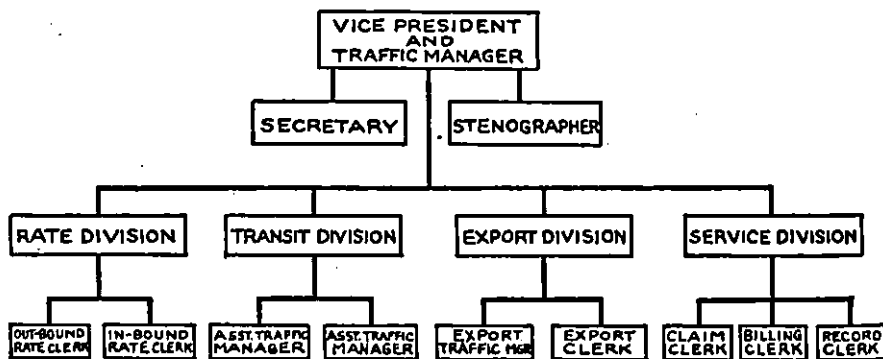 VICE PRESIDENT
AND
TRAFFIC MANAGER
SECRETARY
STENOGRAPHER
RATE DIVISION
TRANSIT DIVISION
EXPORT DIVISION
SERVICE DIVISION
OUT-BOUND
RATE CLERK
IN-BOUND
RATE CLERK
ASST. TRAFFIC
MANAGER
ASST. TRAFFIC
MANAGER
EXPORT
TRAFFIC MGR
EXPORT
CLERK
CLAIM
CLERK
BILLING
CLERK
RECORD
CLERK